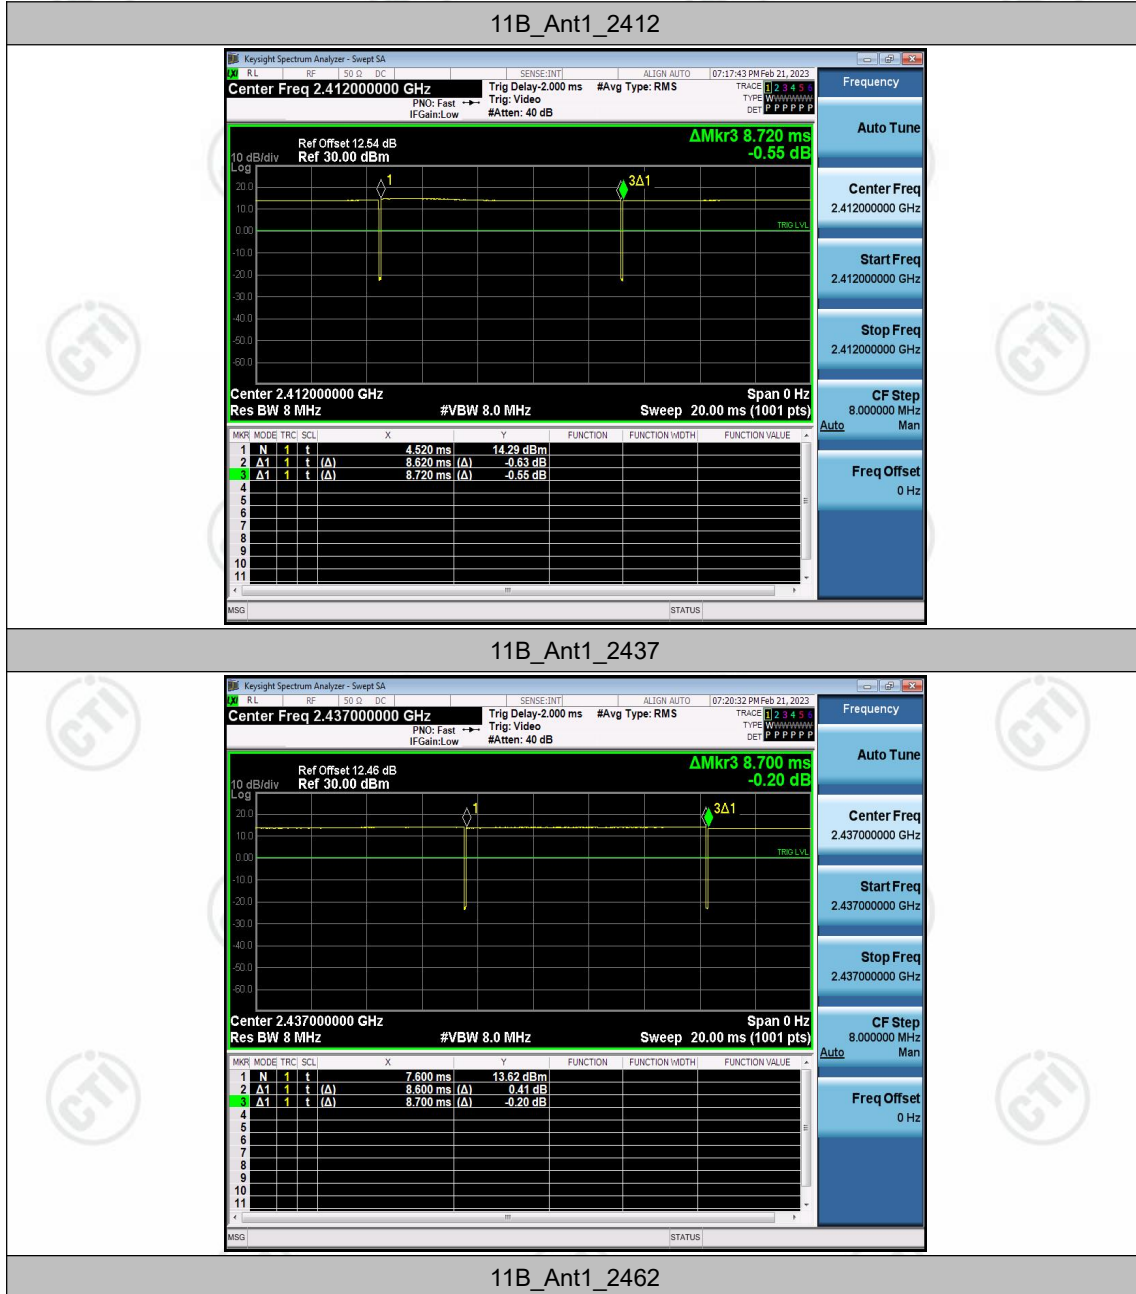 11B_Ant1_2412
Keysight Spectrum Analyzer - Swept SA
LXI RL RF 50 Ω DC SENSE:INT ALIGN AUTO 07:17:43 PM Feb 21, 2023
Center Freq 2.412000000 GHz Trig Delay-2.000 ms #Avg Type: RMS TRACE 1 2 3 4 5 6
PNO: Fast Trig: Video TYPE WWWWWW
IFGain:Low #Atten: 40 dB DET P P P P P P
Frequency
Auto Tune
ΔMkr3 8.720 ms
-0.55 dB
Ref Offset 12.54 dB
10 dB/div Ref 30.00 dBm
Log
1
3Δ1
20.0
10.0
0.00
TRIG LVL
-10.0
-20.0
-30.0
-40.0
-50.0
-60.0
Center 2.412000000 GHz Span 0 Hz
Res BW 8 MHz #VBW 8.0 MHz Sweep 20.00 ms (1001 pts)
Center Freq
2.412000000 GHz
Start Freq
2.412000000 GHz
Stop Freq
2.412000000 GHz
CF Step
8.000000 MHz
Auto Man
Freq Offset
0 Hz
MKR MODE TRC SCL X Y FUNCTION FUNCTION WIDTH FUNCTION VALUE
1 N 1 t 4.520 ms 14.29 dBm
2 Δ1 1 t (Δ) 8.620 ms (Δ) -0.63 dB
3 Δ1 1 t (Δ) 8.720 ms (Δ) -0.55 dB
4
5
6
7
8
9
10
11
MSG STATUS
CTI
CTI
11B_Ant1_2437
Keysight Spectrum Analyzer - Swept SA
LXI RL RF 50 Ω DC SENSE:INT ALIGN AUTO 07:20:32 PM Feb 21, 2023
Center Freq 2.437000000 GHz Trig Delay-2.000 ms #Avg Type: RMS TRACE 1 2 3 4 5 6
PNO: Fast Trig: Video TYPE WWWWWW
IFGain:Low #Atten: 40 dB DET P P P P P P
Frequency
Auto Tune
ΔMkr3 8.700 ms
-0.20 dB
Ref Offset 12.46 dB
10 dB/div Ref 30.00 dBm
Log
1
3Δ1
20.0
10.0
0.00
TRIG LVL
-10.0
-20.0
-30.0
-40.0
-50.0
-60.0
Center 2.437000000 GHz Span 0 Hz
Res BW 8 MHz #VBW 8.0 MHz Sweep 20.00 ms (1001 pts)
Center Freq
2.437000000 GHz
Start Freq
2.437000000 GHz
Stop Freq
2.437000000 GHz
CF Step
8.000000 MHz
Auto Man
Freq Offset
0 Hz
MKR MODE TRC SCL X Y FUNCTION FUNCTION WIDTH FUNCTION VALUE
1 N 1 t 7.600 ms 13.62 dBm
2 Δ1 1 t (Δ) 8.600 ms (Δ) 0.41 dB
3 Δ1 1 t (Δ) 8.700 ms (Δ) -0.20 dB
4
5
6
7
8
9
10
11
MSG STATUS
CTI
CTI
CTI
CTI
11B_Ant1_2462